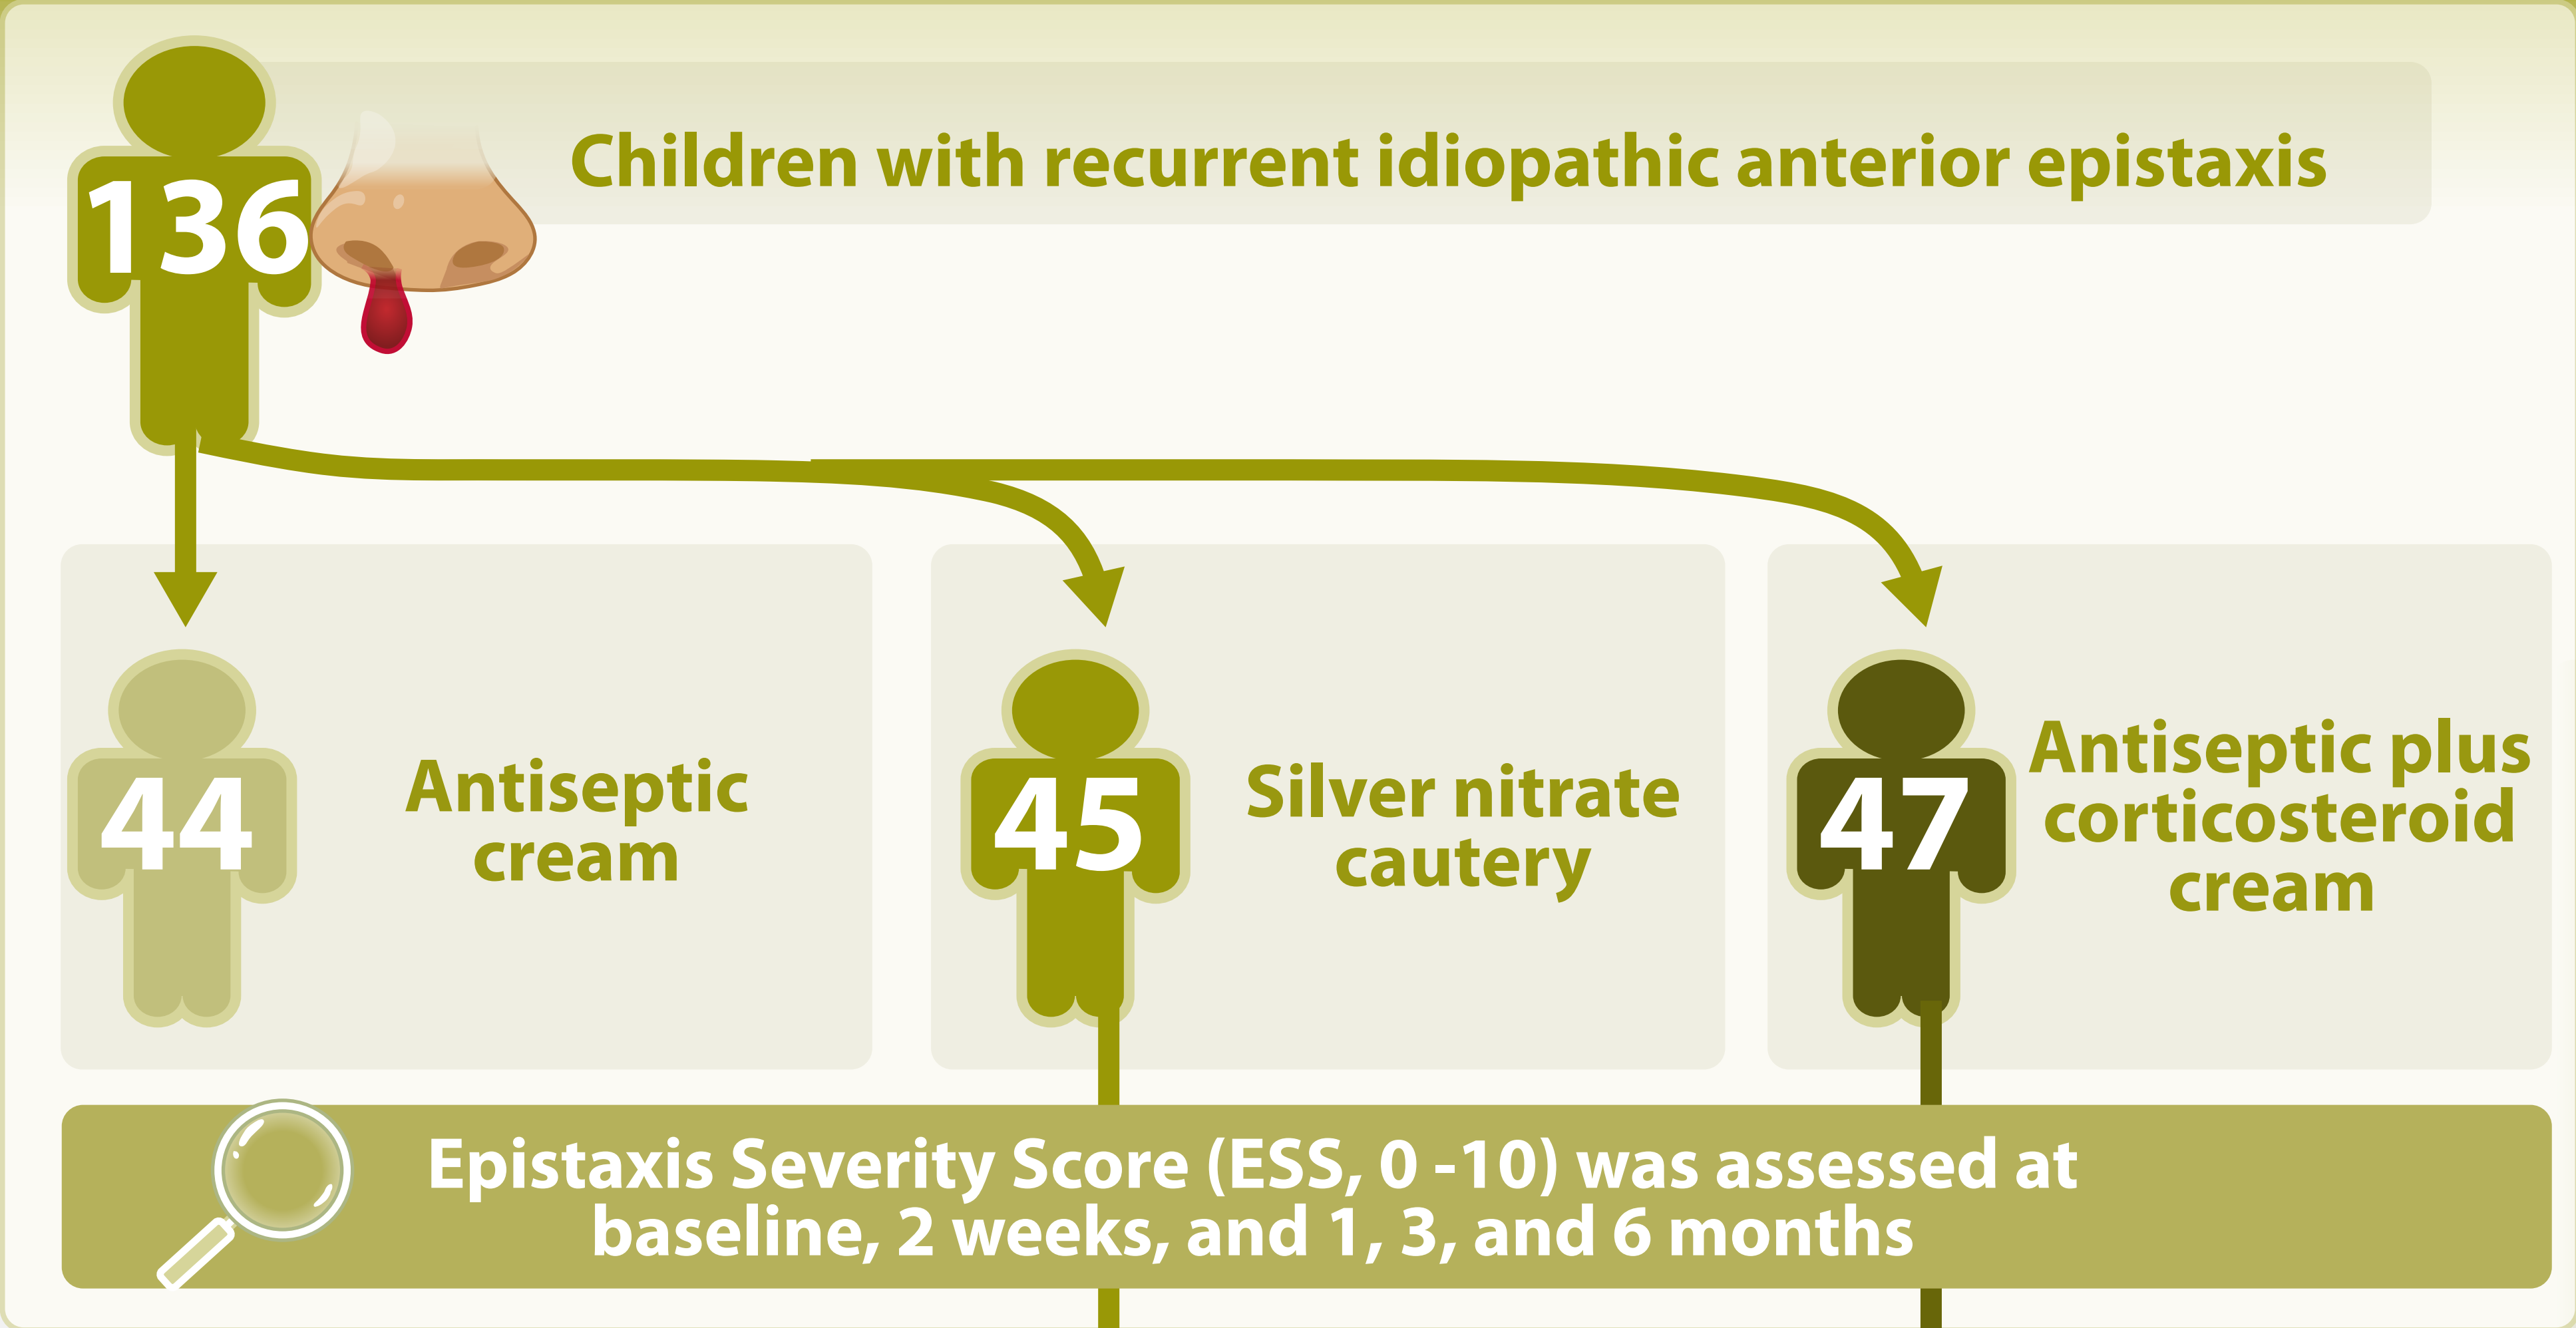 136
Children with recurrent idiopathic anterior epistaxis
44
Antiseptic
cream
45
Silver nitrate
cautery
47
Antiseptic plus
corticosteroid
cream
Epistaxis Severity Score (ESS, 0 -10) was assessed at
baseline, 2 weeks, and 1, 3, and 6 months